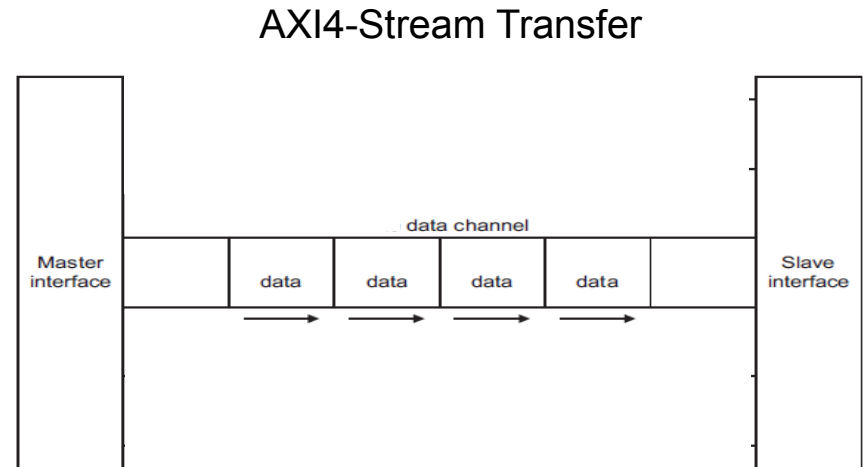 AXI4-Stream Transfer
data channel
Master
interface
data data data data
Slave
interface